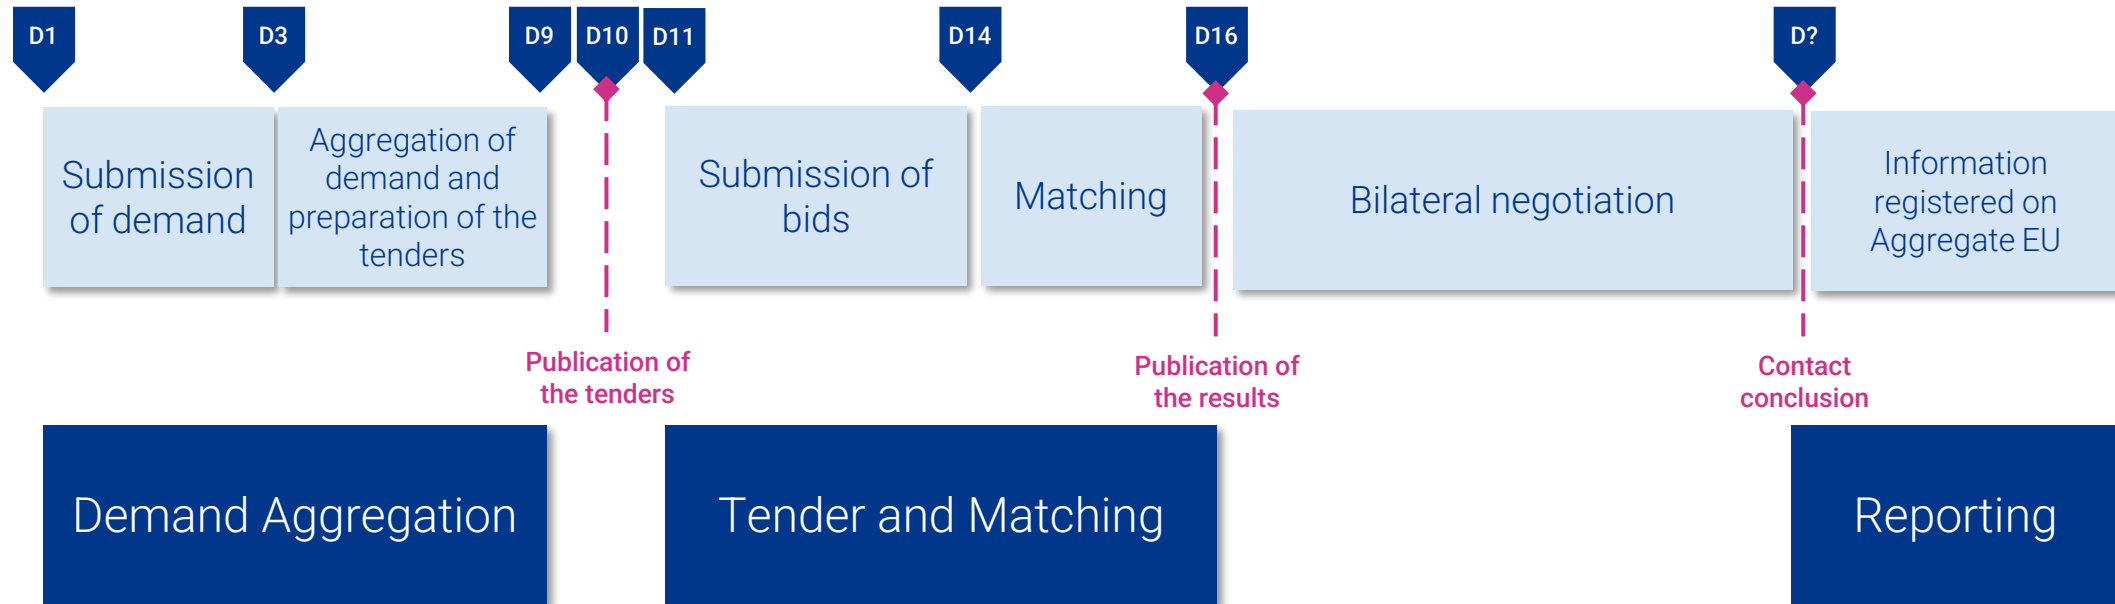 D1
D3
D9
D10
D11
D14
D16
D?
Submission
of demand
Aggregation of
demand and
preparation of the
tenders
Submission of
bids
Matching
Bilateral negotiation
Information
registered on
Aggregate EU
Publication of
the tenders
Publication of
the results
Contact
conclusion
Demand Aggregation
Tender and Matching
Reporting